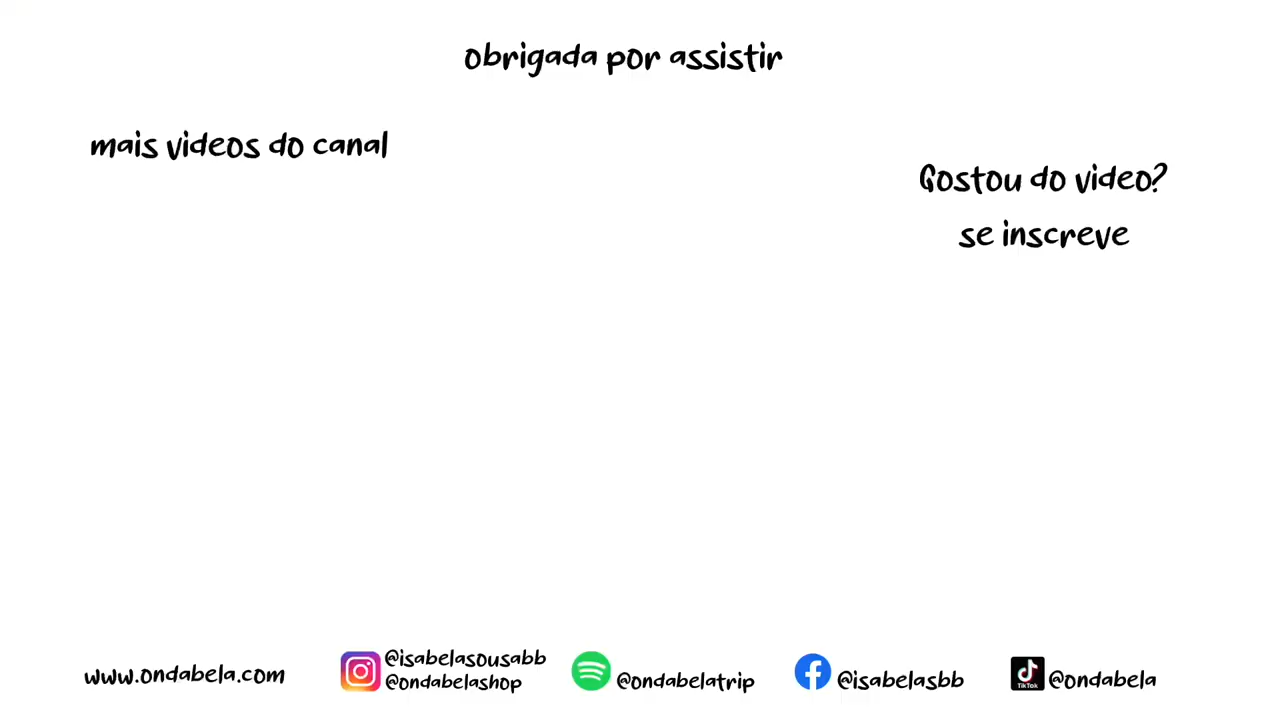 obrigada por assistir
mais videos do canal
Gostou do video?
se inscreve
www.ondabela.com
@isabelasousabb
@ondabelashop
@ondabelatrip
@isabelasbb
TikTok
@ondabela